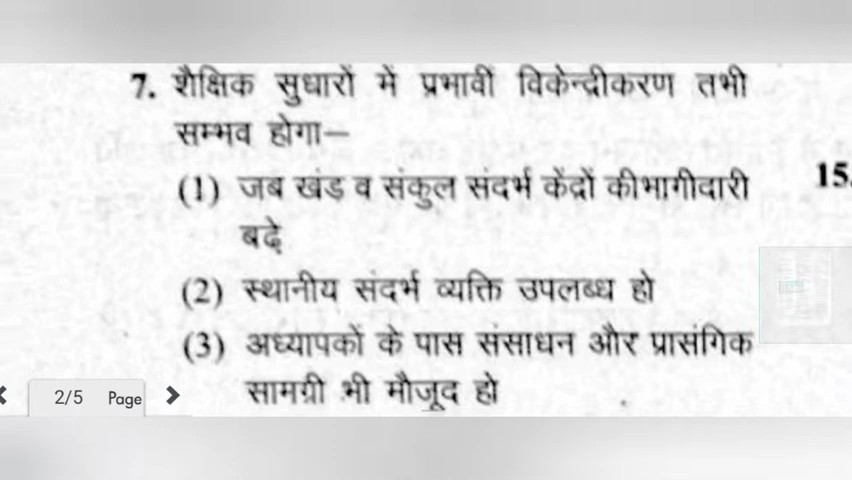 7. शैक्षिक सुधारों में प्रभावी विकेन्द्रीकरण तभी
सम्भव होगा–
(1) जब खंड व संकुल संदर्भ केंद्रों कीभागीदारी
बढ़े
(2) स्थानीय संदर्भ व्यक्ति उपलब्ध हो
(3) अध्यापकों के पास संसाधन और प्रासंगिक
सामग्री भी मौजूद हो
15.
2/5 Page